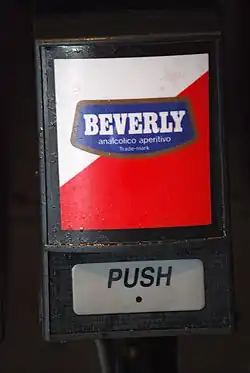 BEVERLY
analcolico aperitivo
Trade-mark
PUSH